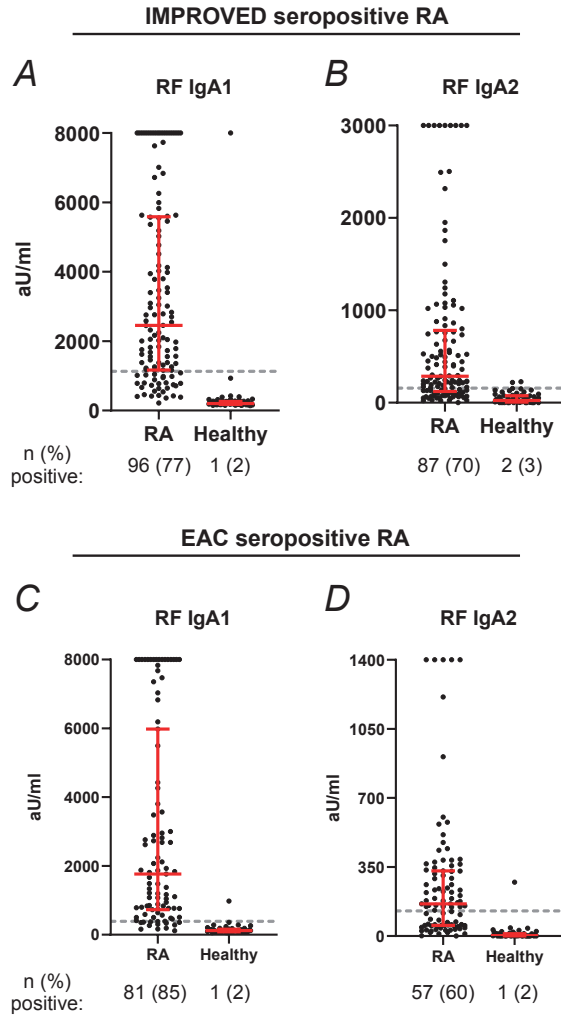 IMPROVED seropositive RA
A
B
RF IgA1
RF IgA2
8000
6000
4000
2000
0
aU/ml
3000
2000
1000
0
RA Healthy
RA Healthy
n (%)
positive:
96 (77) 1 (2)
87 (70) 2 (3)
EAC seropositive RA
C
D
RF IgA1
RF IgA2
8000
6000
4000
2000
0
aU/ml
1400
1050
700
350
0
aU/ml
RA Healthy
RA Healthy
n (%)
positive:
81 (85) 1 (2)
57 (60) 1 (2)